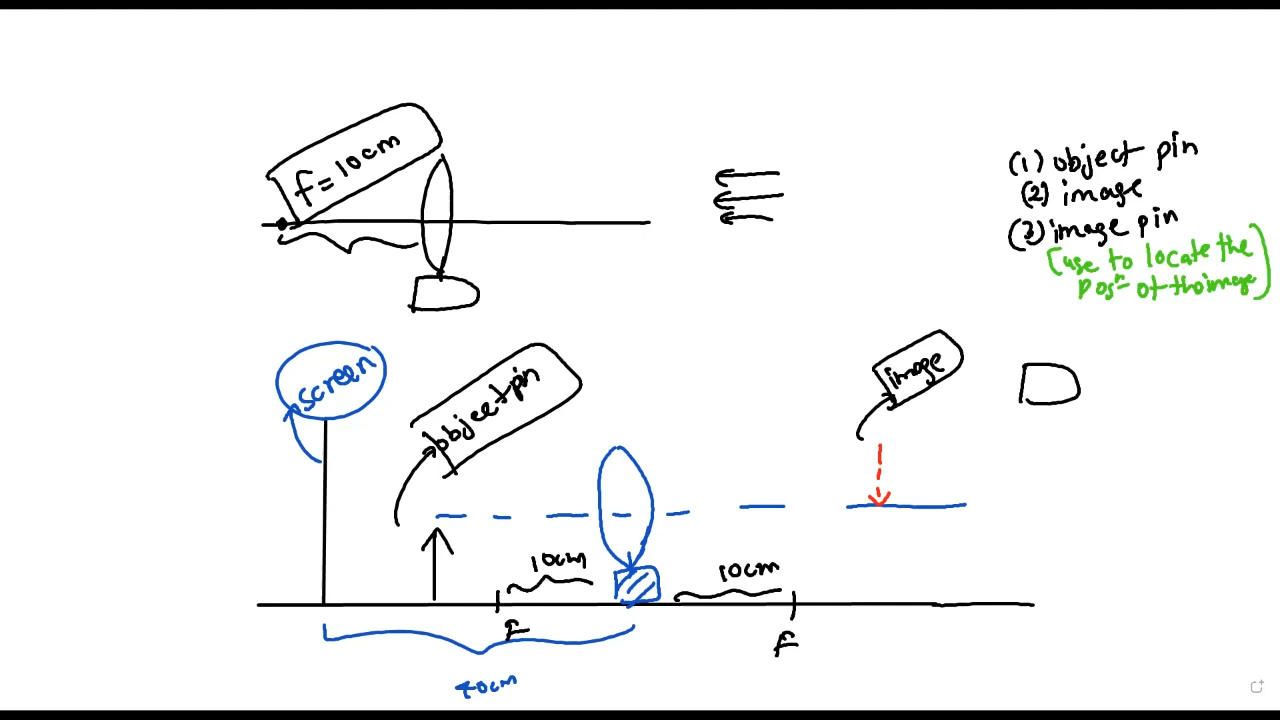 f = 10cm
(1) object pin
(2) image
(3) image pin
[use to locate the
posⁿ of the image]
screen
object pin
image
10cm
10cm
F
F
40cm